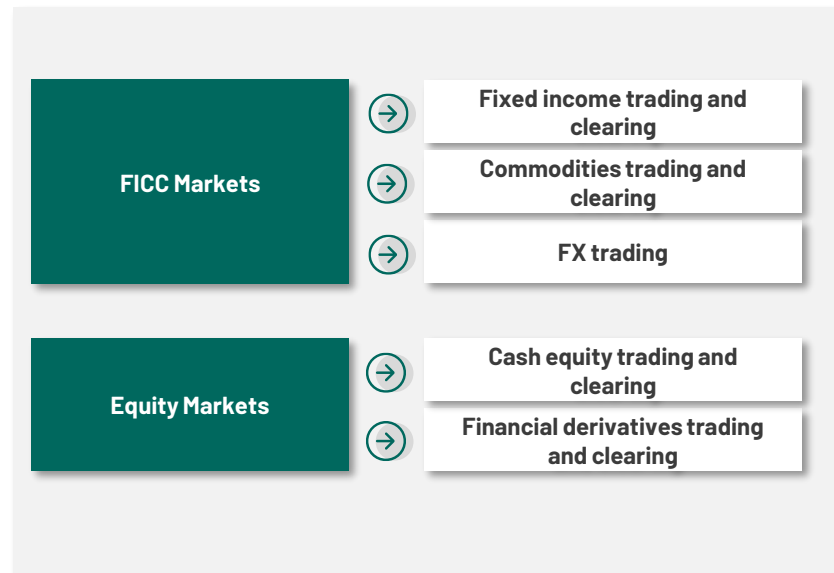 FICC Markets
Fixed income trading and
clearing
Commodities trading and
clearing
FX trading
Equity Markets
Cash equity trading and
clearing
Financial derivatives trading
and clearing